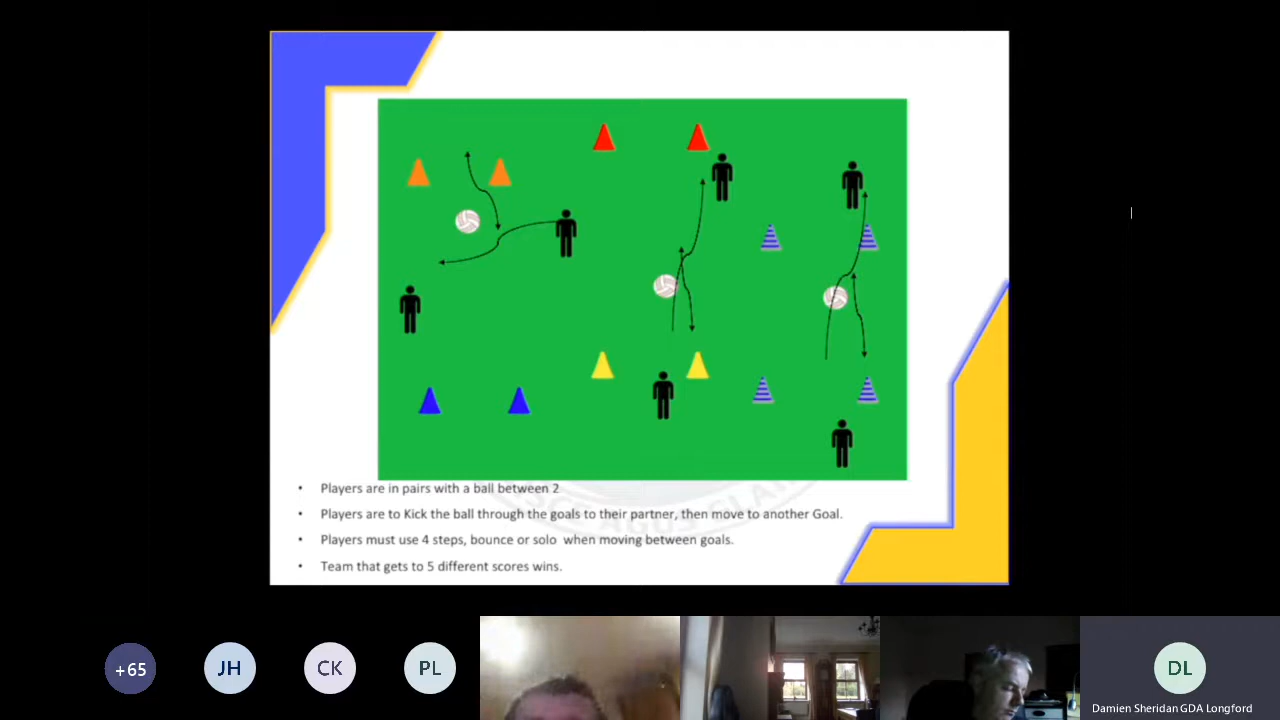 • Players are in pairs with a ball between 2
• Players are to Kick the ball through the goals to their partner, then move to another Goal.
• Players must use 4 steps, bounce or solo when moving between goals.
• Team that gets to 5 different scores wins.
+65
JH
CK
PL
DL
Damien Sheridan GDA Longford